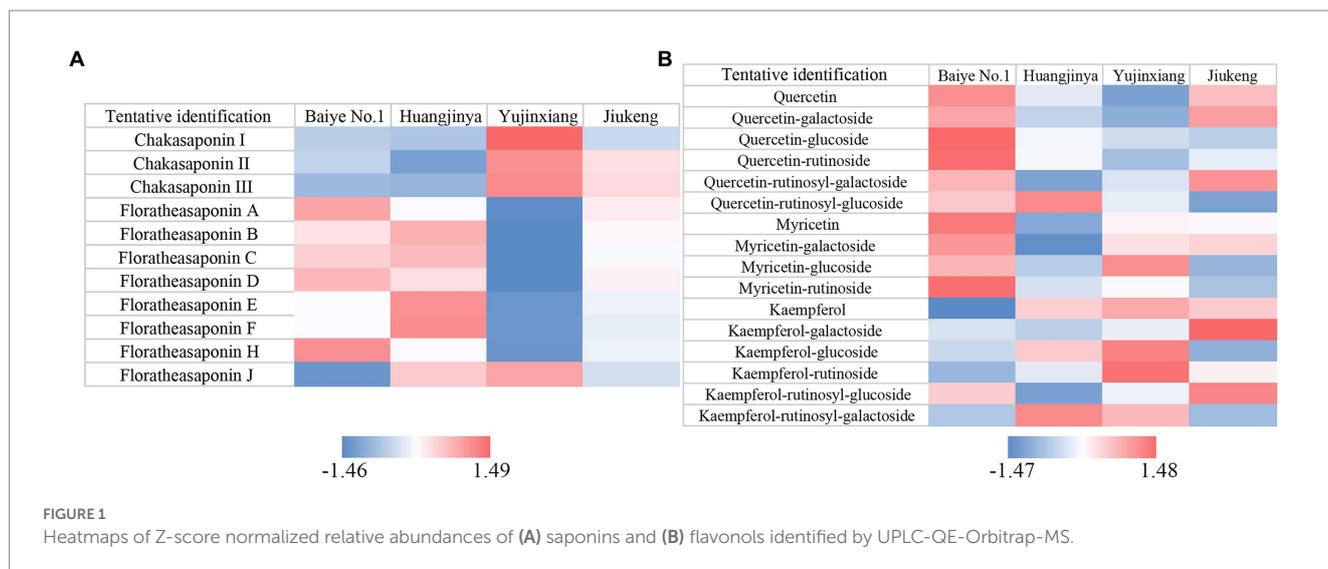 A
Tentative identification Baiye No.1 Huangjinya Yujinxiang Jiukeng
Chakasaponin I
Chakasaponin II
Chakasaponin III
Floratheasaponin A
Floratheasaponin B
Floratheasaponin C
Floratheasaponin D
Floratheasaponin E
Floratheasaponin F
Floratheasaponin H
Floratheasaponin J
-1.46 1.49
B
Tentative identification Baiye No.1 Huangjinya Yujinxiang Jiukeng
Quercetin
Quercetin-galactoside
Quercetin-glucoside
Quercetin-rutinoside
Quercetin-rutinosyl-galactoside
Quercetin-rutinosyl-glucoside
Myricetin
Myricetin-galactoside
Myricetin-glucoside
Myricetin-rutinoside
Kaempferol
Kaempferol-galactoside
Kaempferol-glucoside
Kaempferol-rutinoside
Kaempferol-rutinosyl-glucoside
Kaempferol-rutinosyl-galactoside
-1.47 1.48
FIGURE 1
Heatmaps of Z-score normalized relative abundances of (A) saponins and (B) flavonols identified by UPLC-QE-Orbitrap-MS.